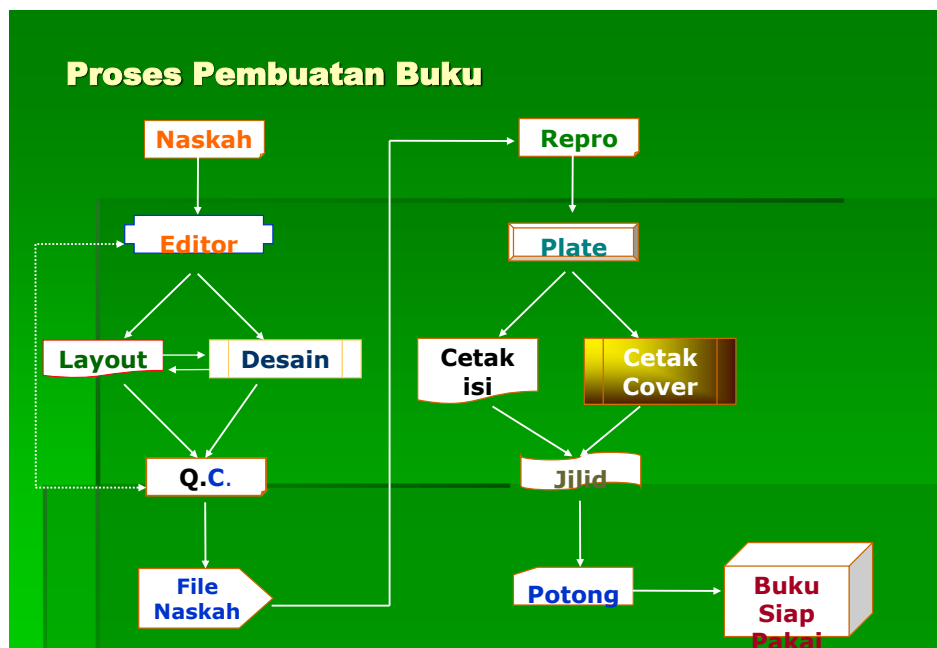 Proses Pembuatan Buku
Naskah
Editor
Layout
Desain
Q.C.
File
Naskah
Repro
Plate
Cetak
isi
Cetak
Cover
Jilid
Potong
Buku
Siap
Pakai